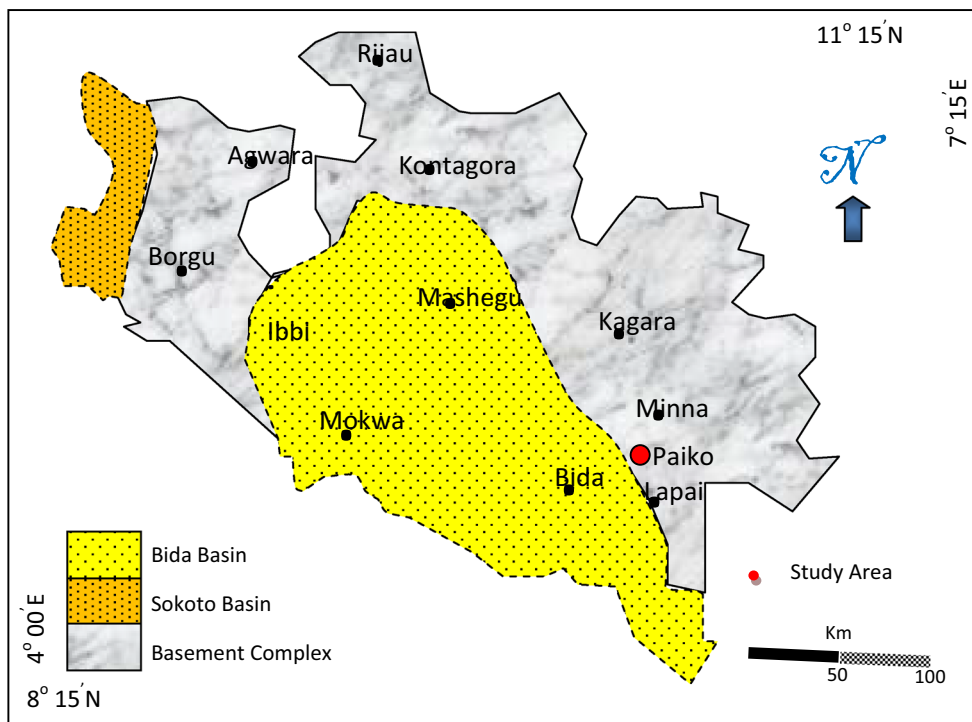 11° 15'N
7° 15'E
Rijau
N
Agwara
Kontagora
Borgu
Mashegu
Ibbi
Kagara
Minna
Mokwa
Paiko
Bida
Lapai
Bida Basin
Sokoto Basin
Basement Complex
Study Area
Km
50
100
4° 00'E
8° 15'N